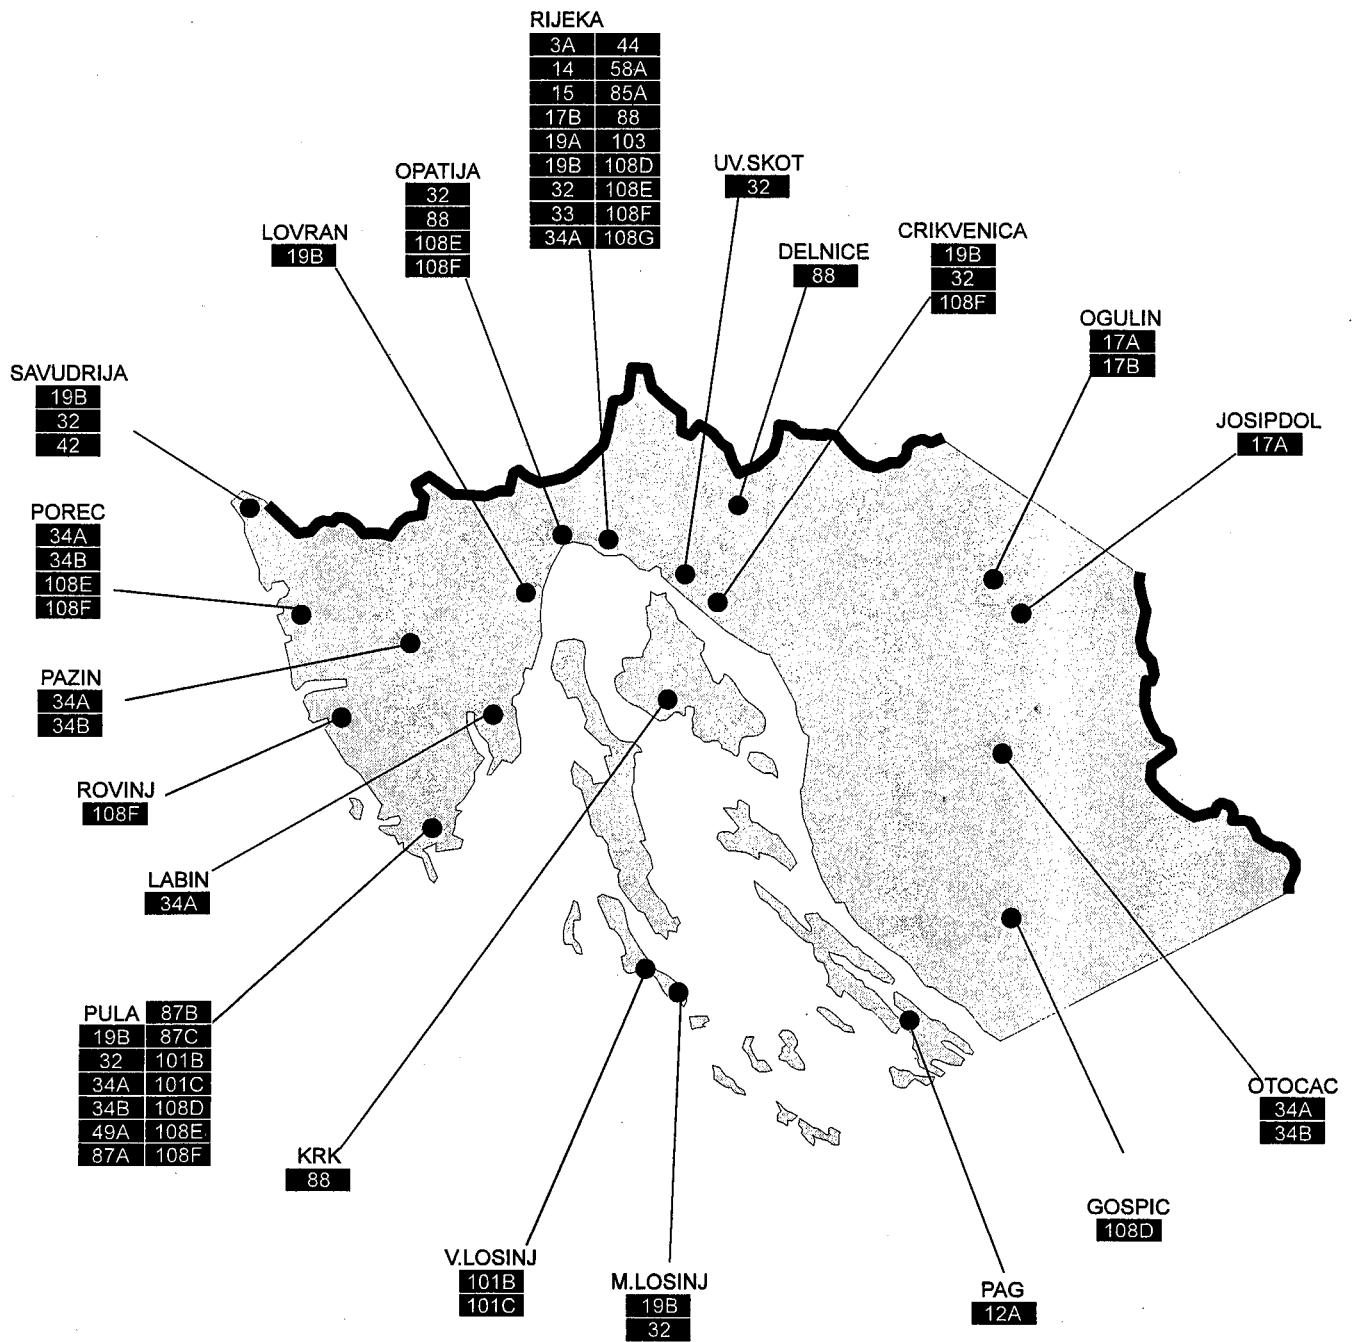 RIJEKA
3A 44
14 58A
15 85A
17B 88
19A 103
19B 108D
32 108E
33 108F
34A 108G
OPATIJA
32
88
108E
108F
UV.SKOT
32
LOVRAN
19B
DELNICE
88
CRIKVENICA
19B
32
108F
OGULIN
17A
17B
JOSIPDOL
17A
SAVUDRIJA
19B
32
42
POREC
34A
34B
108E
108F
PAZIN
34A
34B
ROVINJ
108F
LABIN
34A
PULA 87B
19B 87C
32 101B
34A 101C
34B 108D
49A 108E
87A 108F
KRK
88
V.LOSINJ
101B
101C
M.LOSINJ
19B
32
PAG
12A
GOSPIC
108D
OTOCAC
34A
34B